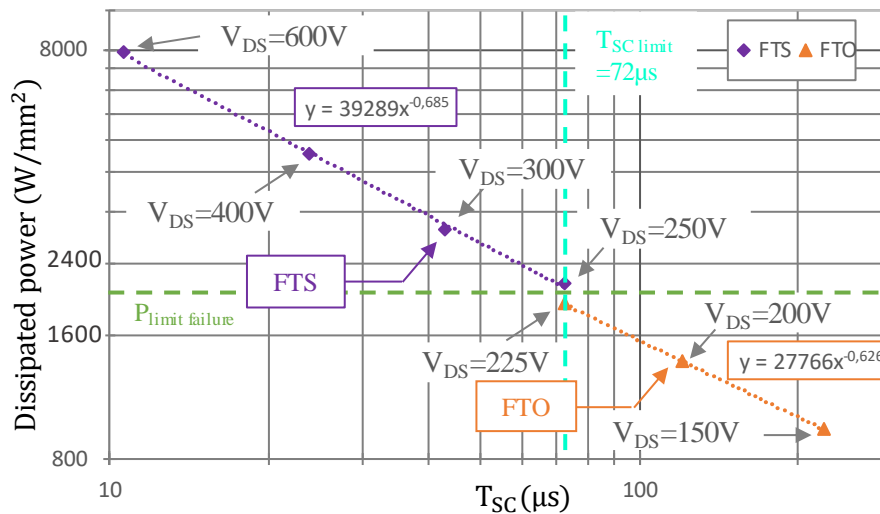 8000
V_DS=600V
T_SC limit
=72µs
FTS
FTO
y = 39289x^-0,685
Dissipated power (W/mm²)
V_DS=300V
V_DS=400V
V_DS=250V
2400
FTS
P_limit failure
V_DS=200V
1600
V_DS=225V
y = 27766x^-0,626
FTO
V_DS=150V
800
10
T_SC (µs)
100